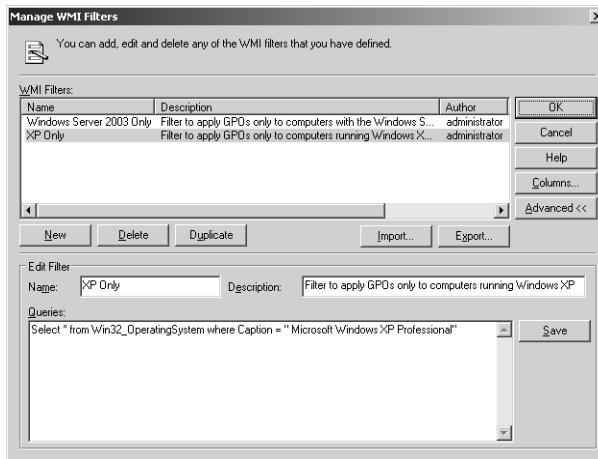 Manage WMI Filters
You can add, edit and delete any of the WMI filters that you have defined.
WMI Filters:
Name Description Author
Windows Server 2003 Only Filter to apply GPOs only to computers with the Windows S... administrator
XP Only Filter to apply GPOs only to computers running Windows X... administrator
OK
Cancel
Help
Columns...
Advanced <<
New Delete Duplicate Import... Export...
Edit Filter
Name: XP Only Description: Filter to apply GPOs only to computers running Windows XP
Queries:
Select * from Win32_OperatingSystem where Caption = " Microsoft Windows XP Professional"
Save